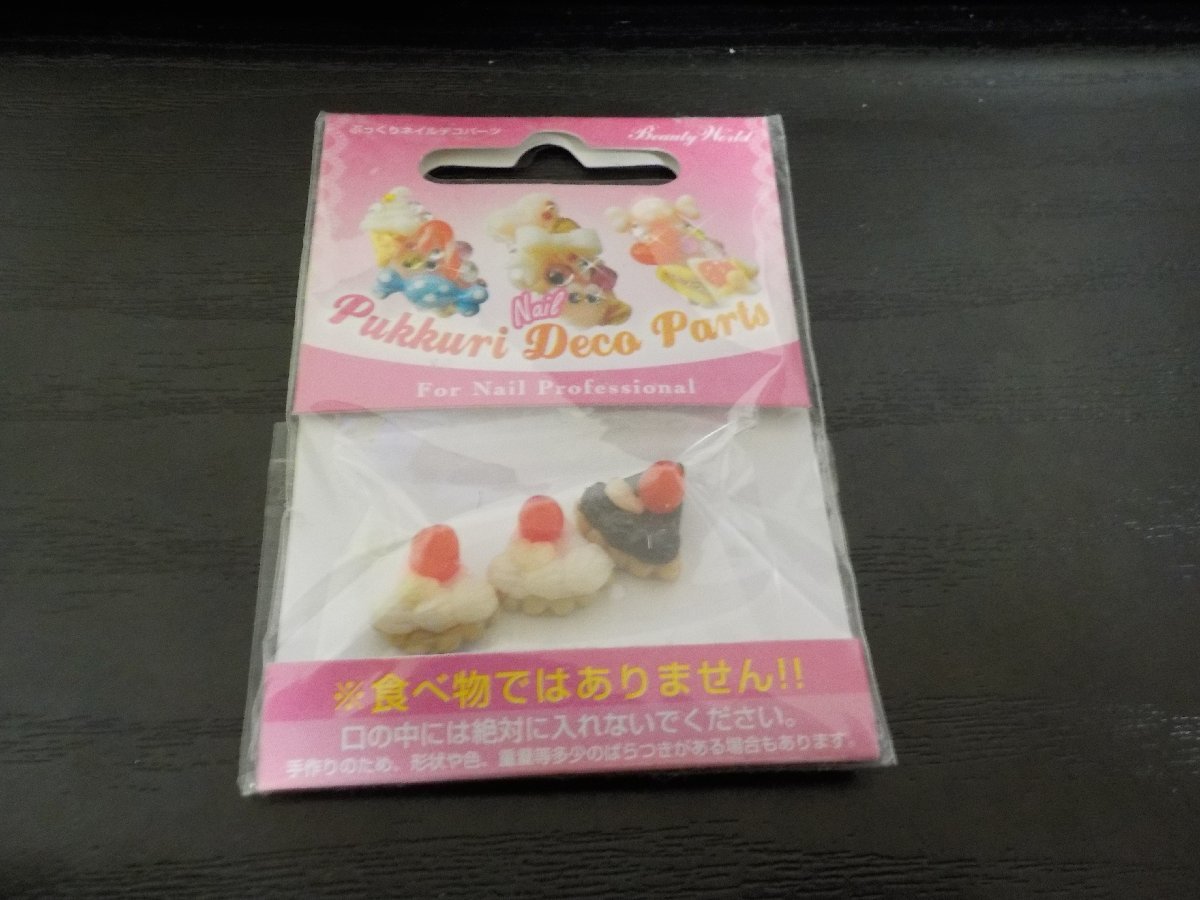 ぷっくりネイルデコパーツ
Beauty World
Nail
Pukkuri Deco Parts
For Nail Professional
※食べ物ではありません!!
口の中には絶対に入れないでください。
手作りのため、形状や色、重量等多少のばらつきがある場合もあります。